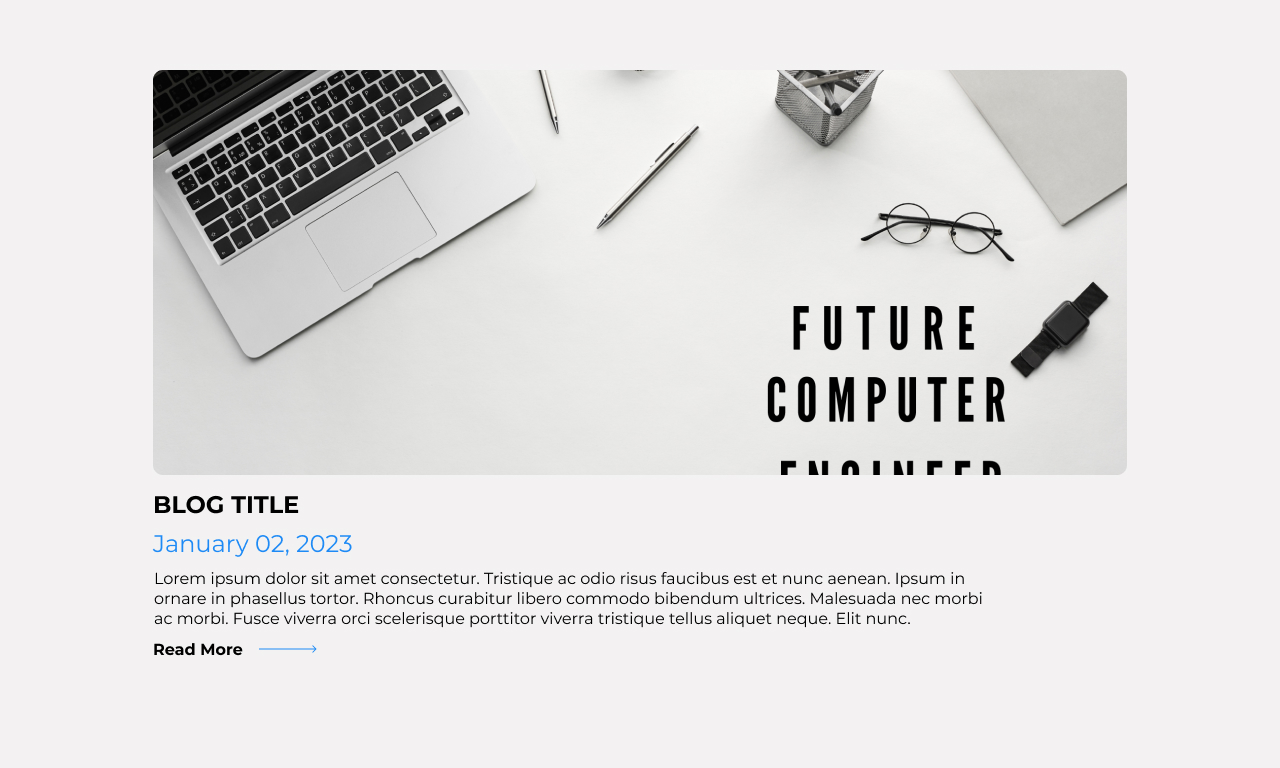 FUTURE
COMPUTER
ENGINEER
BLOG TITLE
January 02, 2023
Lorem ipsum dolor sit amet consectetur. Tristique ac odio risus faucibus est et nunc aenean. Ipsum in
ornare in phasellus tortor. Rhoncus curabitur libero commodo bibendum ultrices. Malesuada nec morbi
ac morbi. Fusce viverra orci scelerisque porttitor viverra tristique tellus aliquet neque. Elit nunc.
Read More